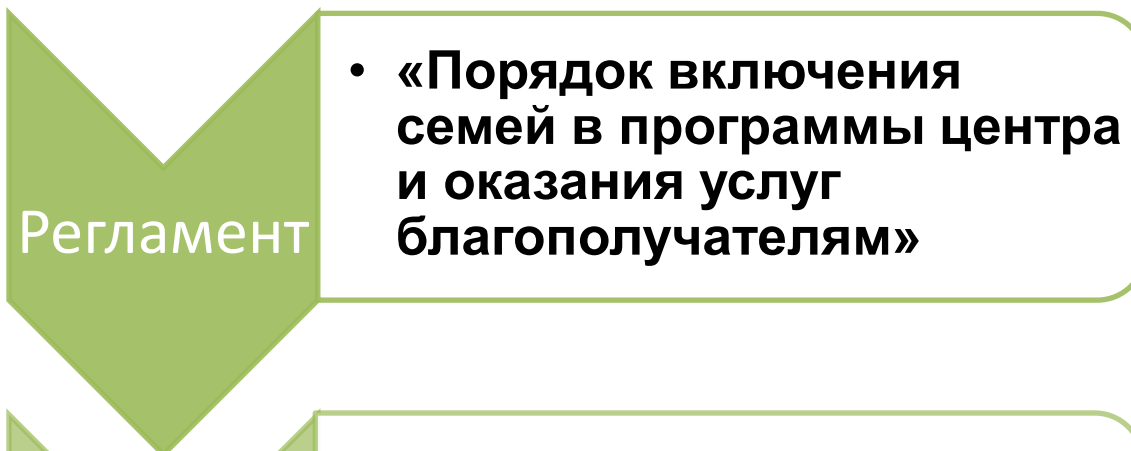 Регламент
• «Порядок включения
семей в программы центра
и оказания услуг
благополучателям»